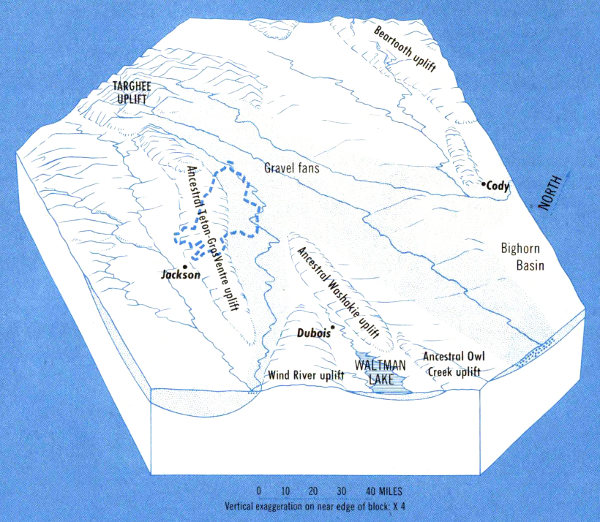 Beartooth uplift
TARGHEE
UPLIFT
Gravel fans
Cody
NORTH
Ancestral Teton-GrosVentre uplift
Bighorn
Basin
Jackson
Ancestral Washakie uplift
Dubois
WALTMAN
LAKE
Ancestral Owl
Creek uplift
Wind River uplift
0 10 20 30 40 MILES
Vertical exaggeration on near edge of block: X 4